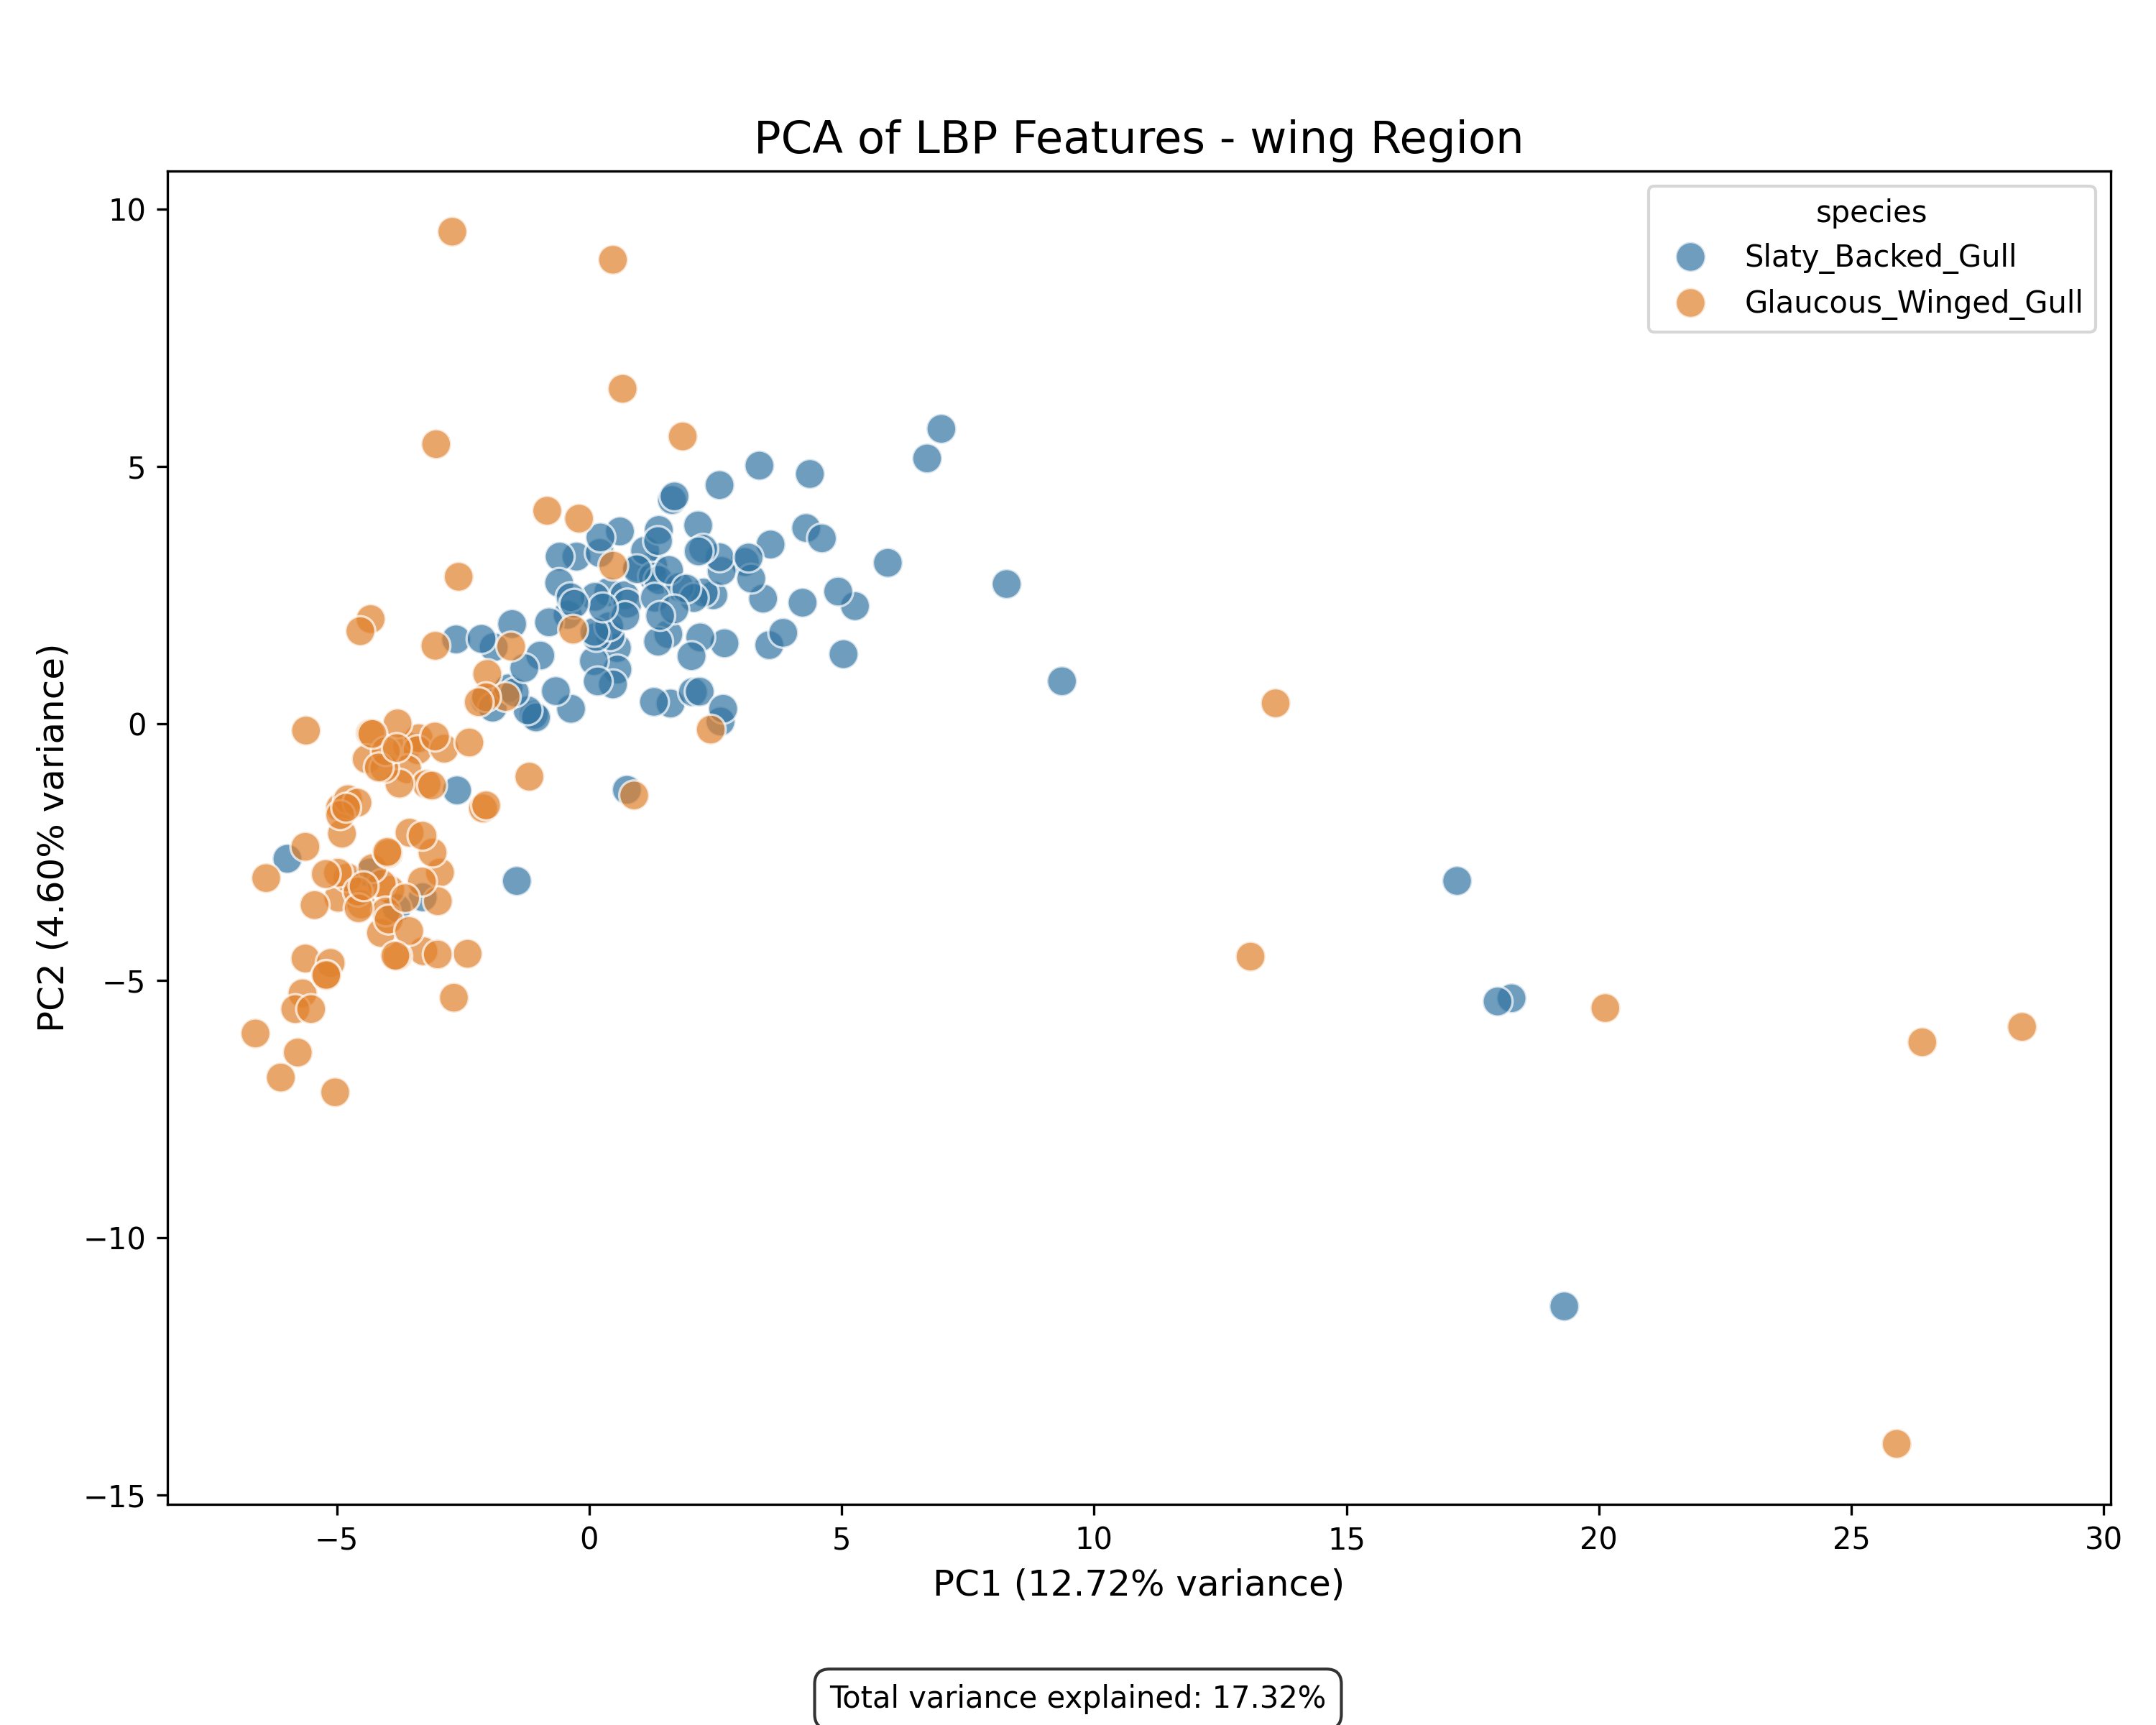 PCA of LBP Features - wing Region
species
Slaty_Backed_Gull
Glaucous_Winged_Gull
10
5
0
−5
−10
−15
PC2 (4.60% variance)
−5
0
5
10
15
20
25
30
PC1 (12.72% variance)
Total variance explained: 17.32%